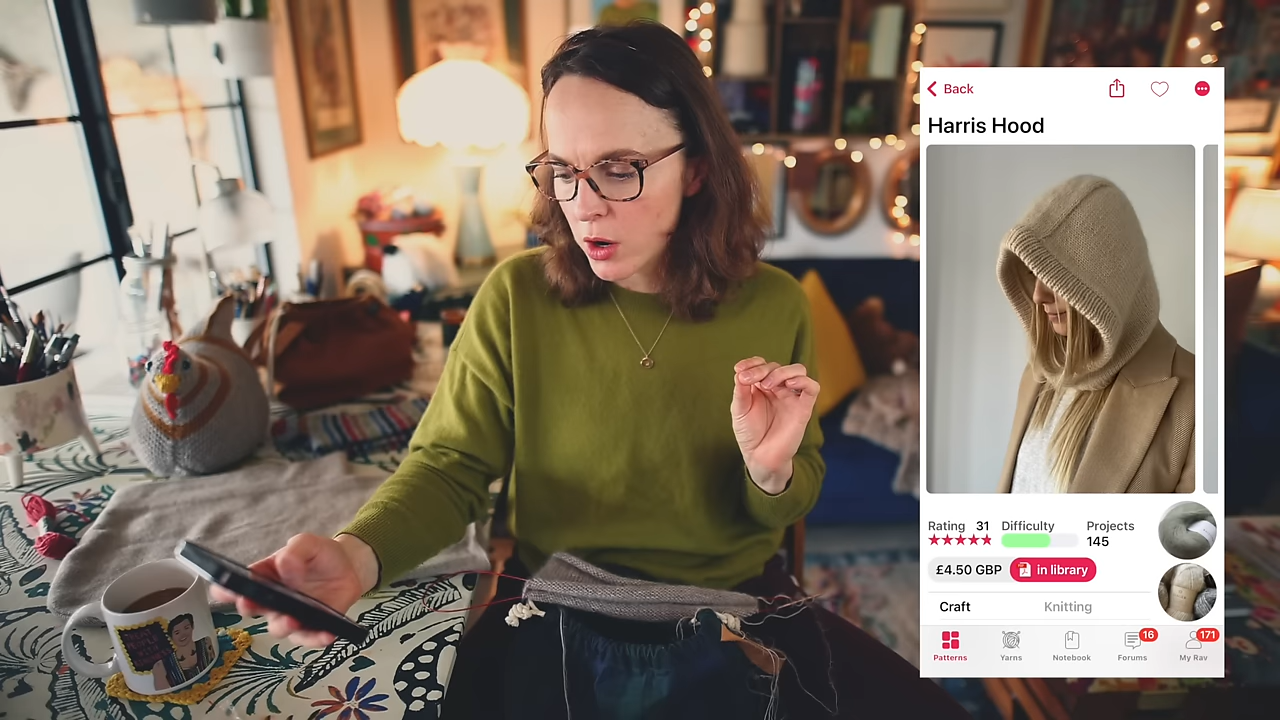 Back
Harris Hood
Rating 31 Difficulty Projects
145
£4.50 GBP in library
Craft Knitting
16 171
Patterns Yarns Notebook Forums My Rav